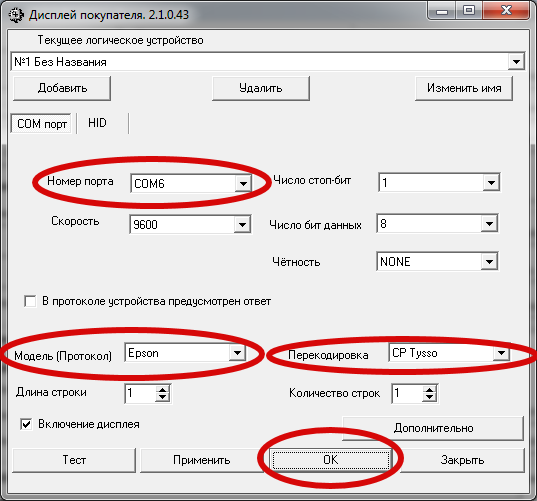 Дисплей покупателя. 2.1.0.43
Текущее логическое устройство
№1 Без Названия
Добавить Удалить Изменить имя
COM порт HID
Номер порта COM6 Число стоп-бит 1
Скорость 9600 Число бит данных 8
Чётность NONE
В протоколе устройства предусмотрен ответ
Модель (Протокол) Epson Перекодировка CP Tysso
Длина строки 1 Количество строк 1
Включение дисплея Дополнительно
Тест Применить OK Закрыть